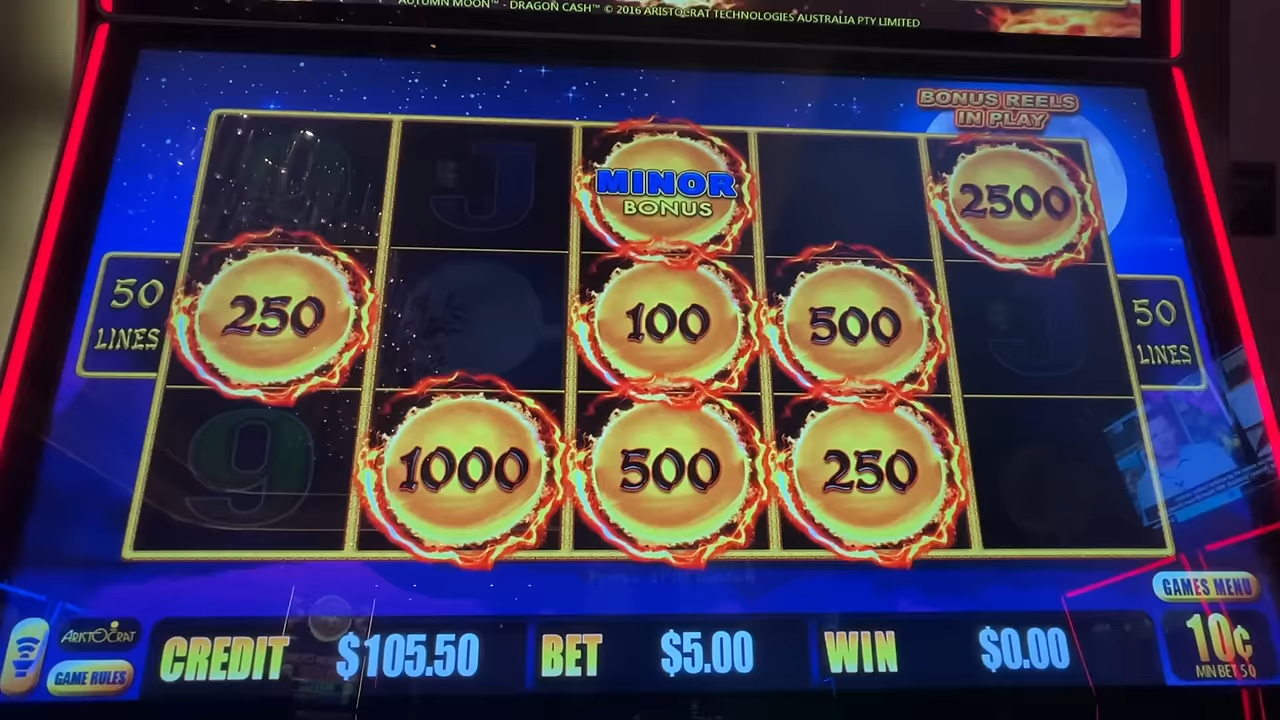 AUTUMN MOON™ - DRAGON CASH™ © 2016 ARISTOCRAT TECHNOLOGIES AUSTRALIA PTY LIMITED
BONUS REELS
IN PLAY
J
MINOR
BONUS
2500
50
LINES
250
100
500
J
50
LINES
9
1000
500
250
GAMES MENU
ARISTOCRAT
GAME RULES
CREDIT $105.50
BET $5.00
WIN $0.00
10¢
MIN BET 50